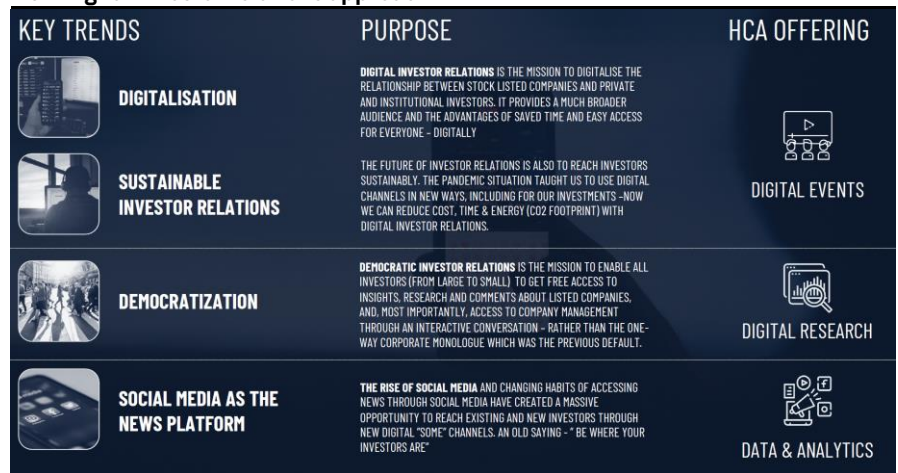 KEY TRENDS
PURPOSE
HCA OFFERING
DIGITALISATION
DIGITAL INVESTOR RELATIONS IS THE MISSION TO DIGITALISE THE
RELATIONSHIP BETWEEN STOCK LISTED COMPANIES AND PRIVATE
AND INSTITUTIONAL INVESTORS. IT PROVIDES A MUCH BROADER
AUDIENCE AND THE ADVANTAGES OF SAVED TIME AND EASY ACCESS
FOR EVERYONE – DIGITALLY
SUSTAINABLE
INVESTOR RELATIONS
THE FUTURE OF INVESTOR RELATIONS IS ALSO TO REACH INVESTORS
SUSTAINABLY. THE PANDEMIC SITUATION TAUGHT US TO USE DIGITAL
CHANNELS IN NEW WAYS, INCLUDING FOR OUR INVESTMENTS –NOW
WE CAN REDUCE COST, TIME & ENERGY (CO2 FOOTPRINT) WITH
DIGITAL INVESTOR RELATIONS.
DIGITAL EVENTS
DEMOCRATIZATION
DEMOCRATIC INVESTOR RELATIONS IS THE MISSION TO ENABLE ALL
INVESTORS (FROM LARGE TO SMALL) TO GET FREE ACCESS TO
INSIGHTS, RESEARCH AND COMMENTS ABOUT LISTED COMPANIES,
AND, MOST IMPORTANTLY, ACCESS TO COMPANY MANAGEMENT
THROUGH AN INTERACTIVE CONVERSATION – RATHER THAN THE ONE-
WAY CORPORATE MONOLOGUE WHICH WAS THE PREVIOUS DEFAULT.
DIGITAL RESEARCH
SOCIAL MEDIA AS THE
NEWS PLATFORM
THE RISE OF SOCIAL MEDIA AND CHANGING HABITS OF ACCESSING
NEWS THROUGH SOCIAL MEDIA HAVE CREATED A MASSIVE
OPPORTUNITY TO REACH EXISTING AND NEW INVESTORS THROUGH
NEW DIGITAL "SOME" CHANNELS. AN OLD SAYING - " BE WHERE YOUR
INVESTORS ARE"
DATA & ANALYTICS